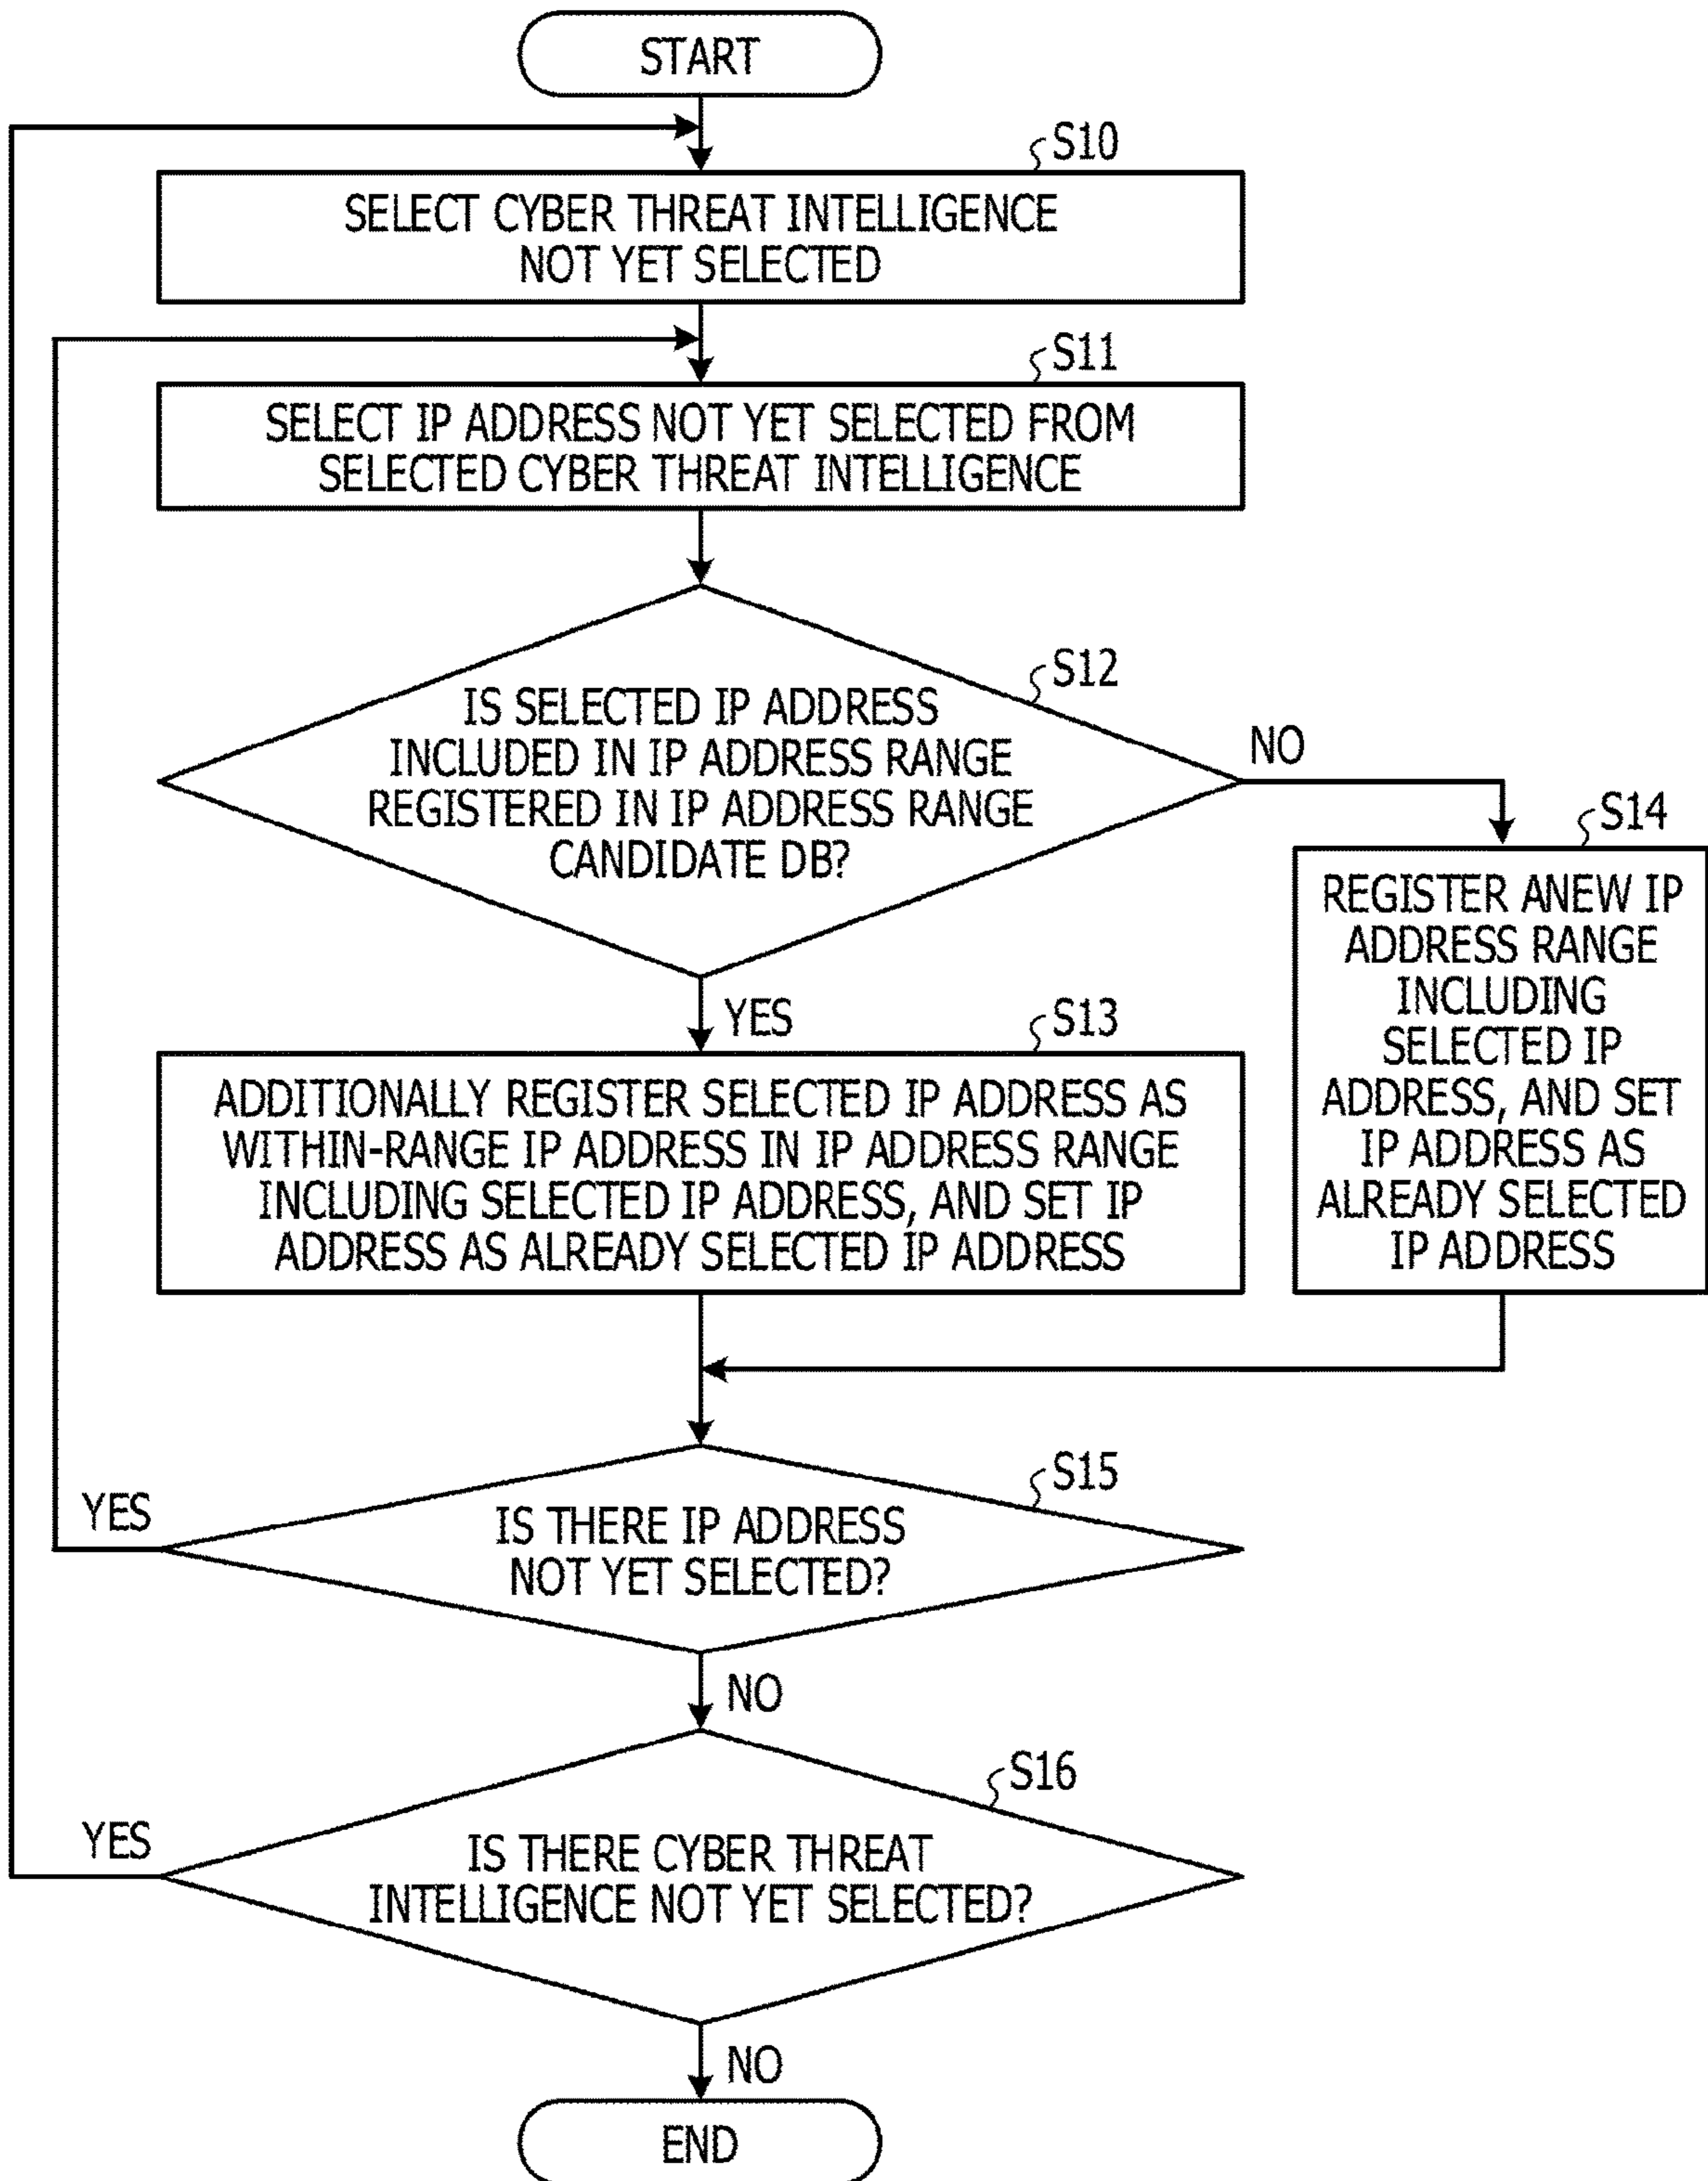 START
S10
SELECT CYBER THREAT INTELLIGENCE
NOT YET SELECTED
S11
SELECT IP ADDRESS NOT YET SELECTED FROM
SELECTED CYBER THREAT INTELLIGENCE
S12
IS SELECTED IP ADDRESS
INCLUDED IN IP ADDRESS RANGE
REGISTERED IN IP ADDRESS RANGE
CANDIDATE DB?
NO
S14
REGISTER ANEW IP
ADDRESS RANGE
INCLUDING
SELECTED IP
ADDRESS, AND SET
IP ADDRESS AS
ALREADY SELECTED
IP ADDRESS
YES
S13
ADDITIONALLY REGISTER SELECTED IP ADDRESS AS
WITHIN-RANGE IP ADDRESS IN IP ADDRESS RANGE
INCLUDING SELECTED IP ADDRESS, AND SET IP
ADDRESS AS ALREADY SELECTED IP ADDRESS
S15
YES
IS THERE IP ADDRESS
NOT YET SELECTED?
NO
S16
YES
IS THERE CYBER THREAT
INTELLIGENCE NOT YET SELECTED?
NO
END